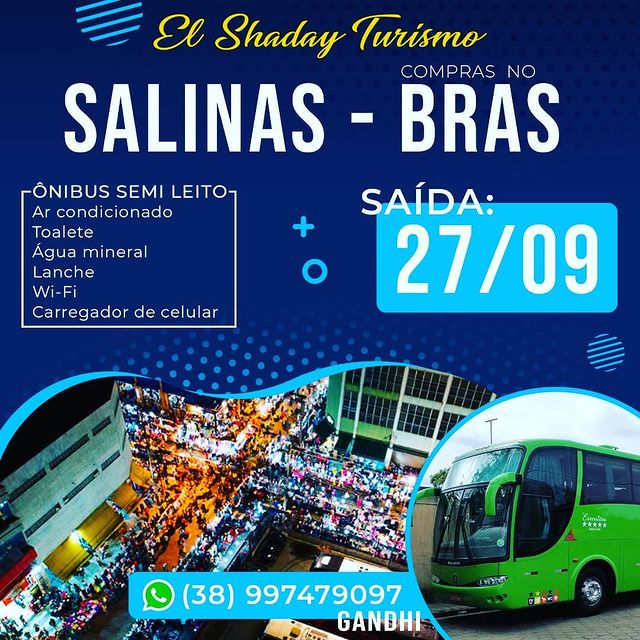 El Shaday Turismo
COMPRAS NO
SALINAS - BRAS
ÔNIBUS SEMI LEITO
Ar condicionado
Toalete
Água mineral
Lanche
Wi-Fi
Carregador de celular
SAÍDA:
27/09
Executivo
(38) 997479097
GANDHI